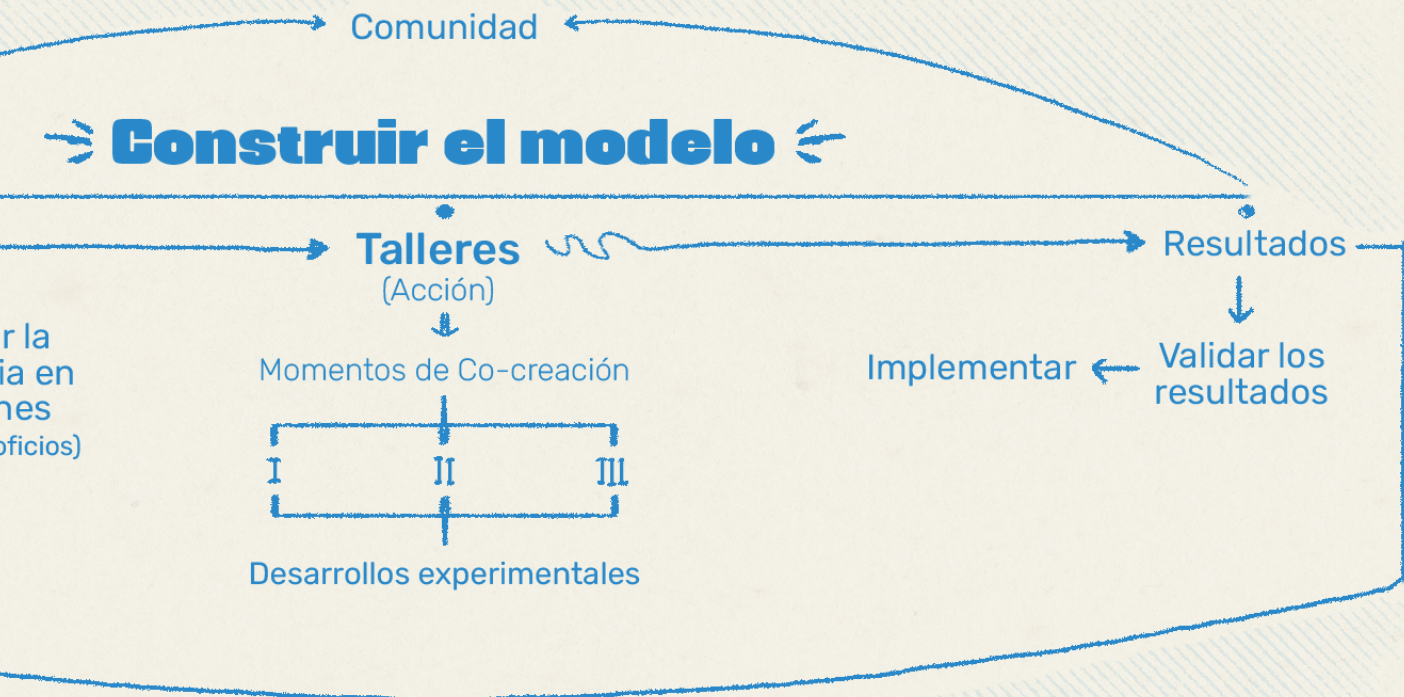 Comunidad
Construir el modelo
Talleres
(Acción)
Resultados
r la
ia en
nes
oficios)
Momentos de Co-creación
I II III
Desarrollos experimentales
Implementar
Validar los
resultados